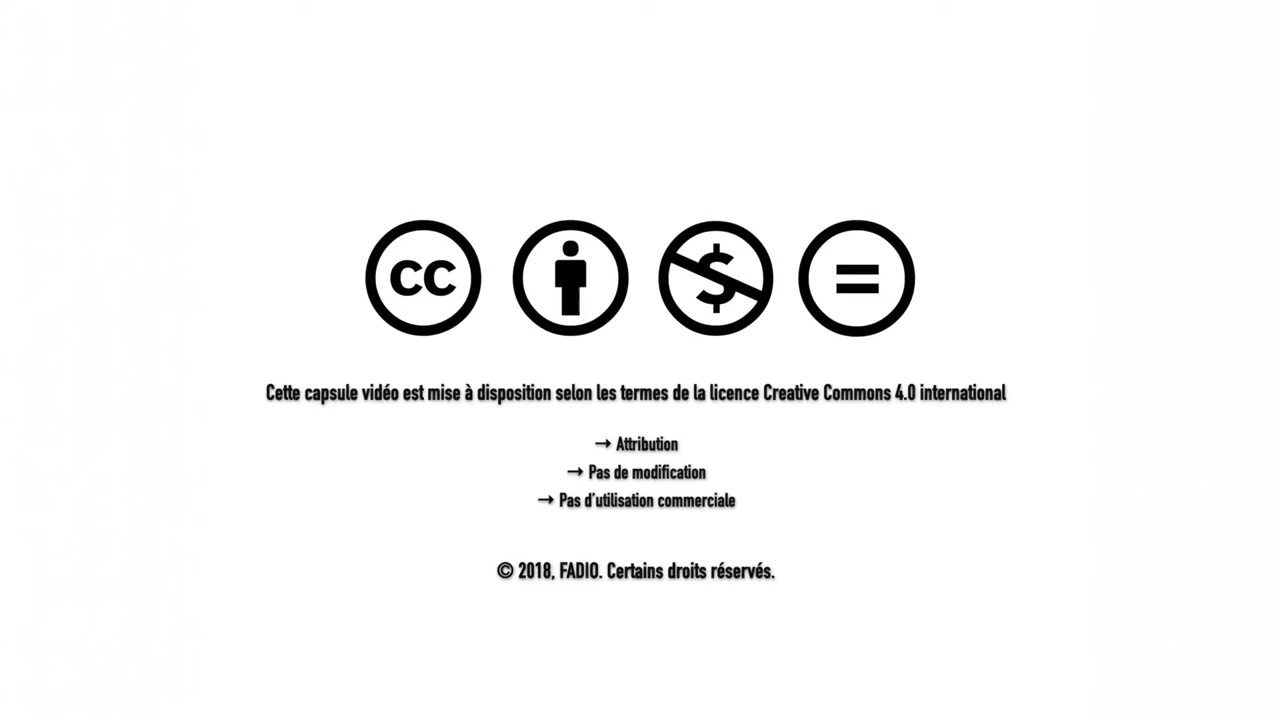 cc
$
=
Cette capsule vidéo est mise à disposition selon les termes de la licence Creative Commons 4.0 international
→ Attribution
→ Pas de modification
→ Pas d’utilisation commerciale
© 2018, FADIO. Certains droits réservés.